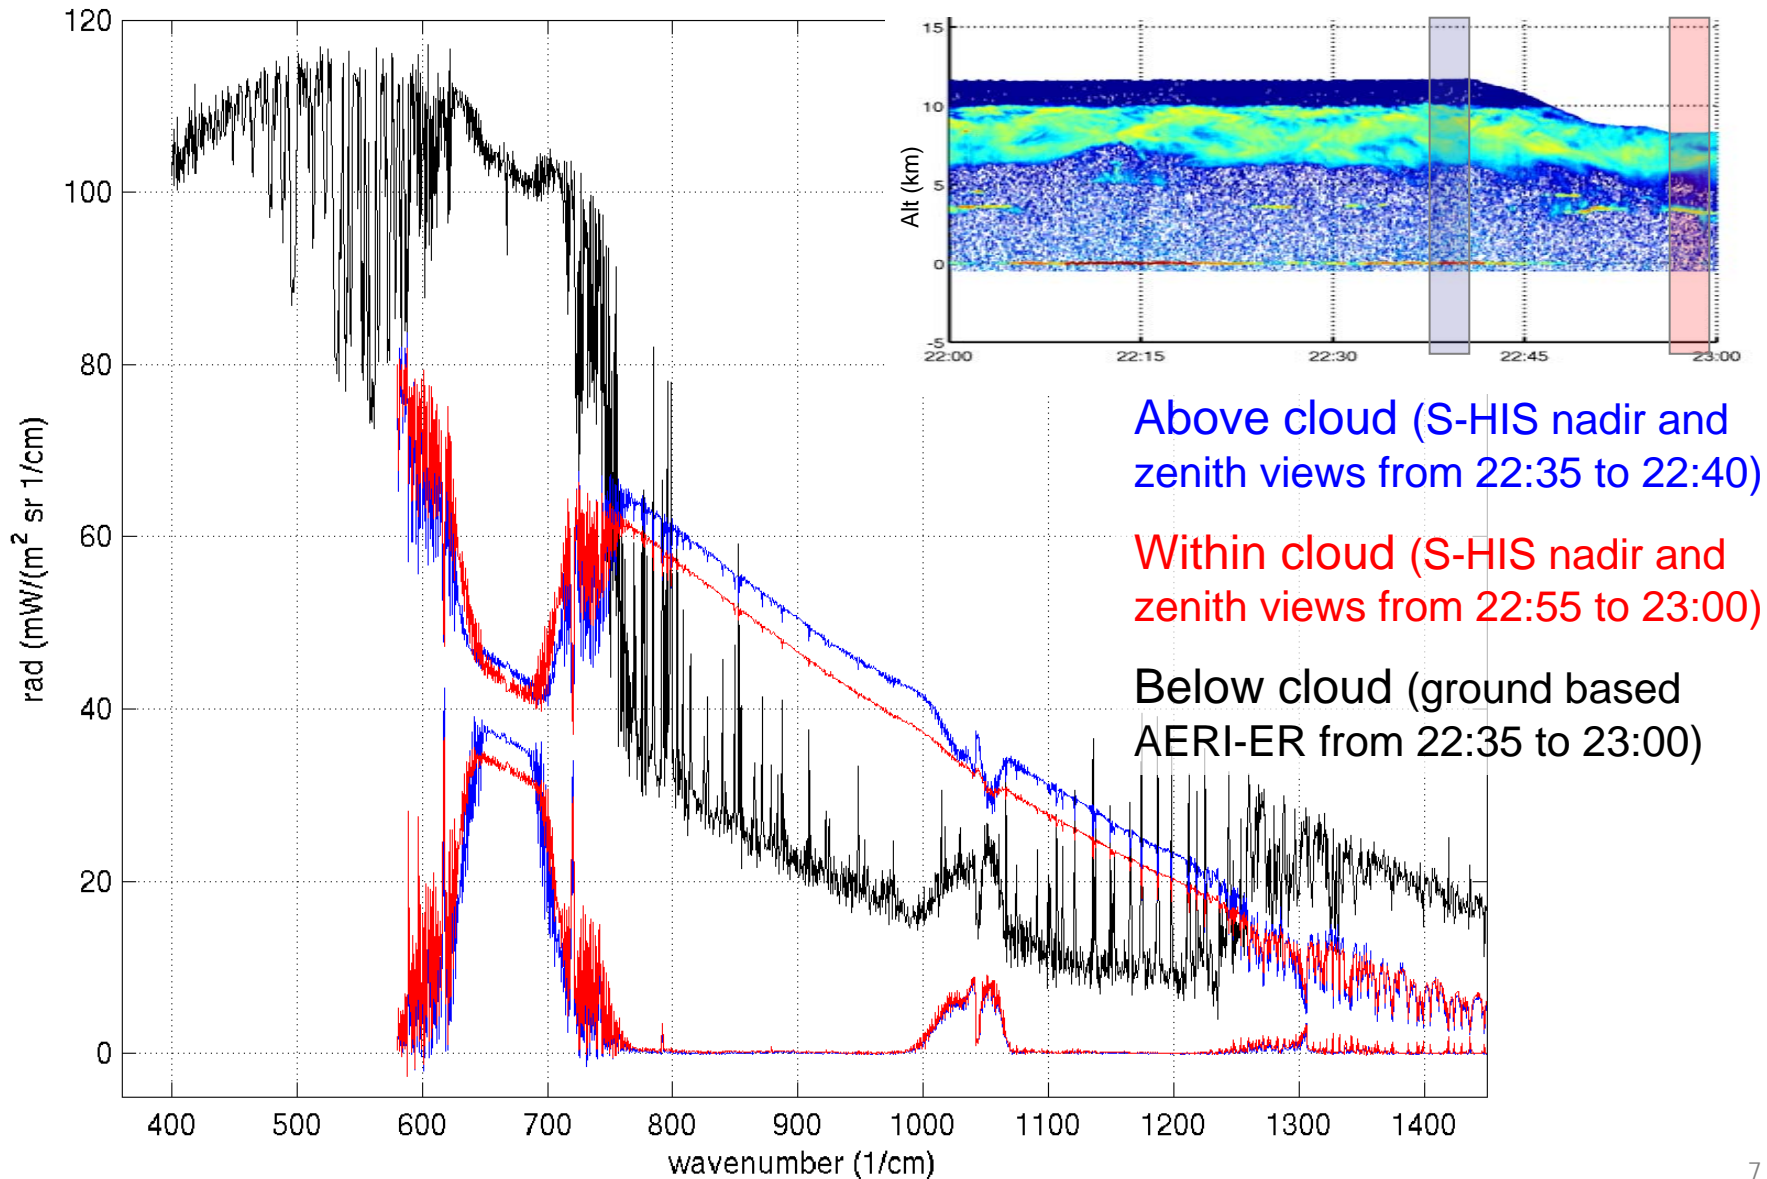 120
100
80
60
40
20
0
rad (mW/(m² sr 1/cm)
400 500 600 700 800 900 1000 1100 1200 1300 1400
wavenumber (1/cm)
15
10
5
0
-5
Alt (km)
22:00 22:15 22:30 22:45 23:00
Above cloud (S-HIS nadir and
zenith views from 22:35 to 22:40)
Within cloud (S-HIS nadir and
zenith views from 22:55 to 23:00)
Below cloud (ground based
AERI-ER from 22:35 to 23:00)
7